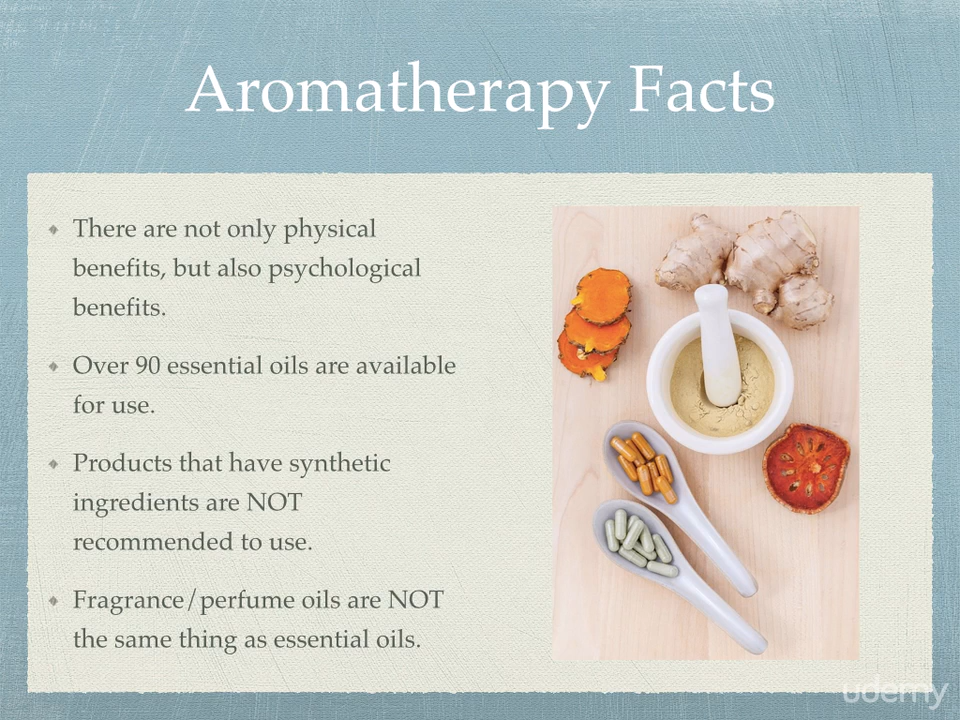 Aromatherapy Facts
There are not only physical
benefits, but also psychological
benefits.
Over 90 essential oils are available
for use.
Products that have synthetic
ingredients are NOT
recommended to use.
Fragrance/perfume oils are NOT
the same thing as essential oils.
udemy